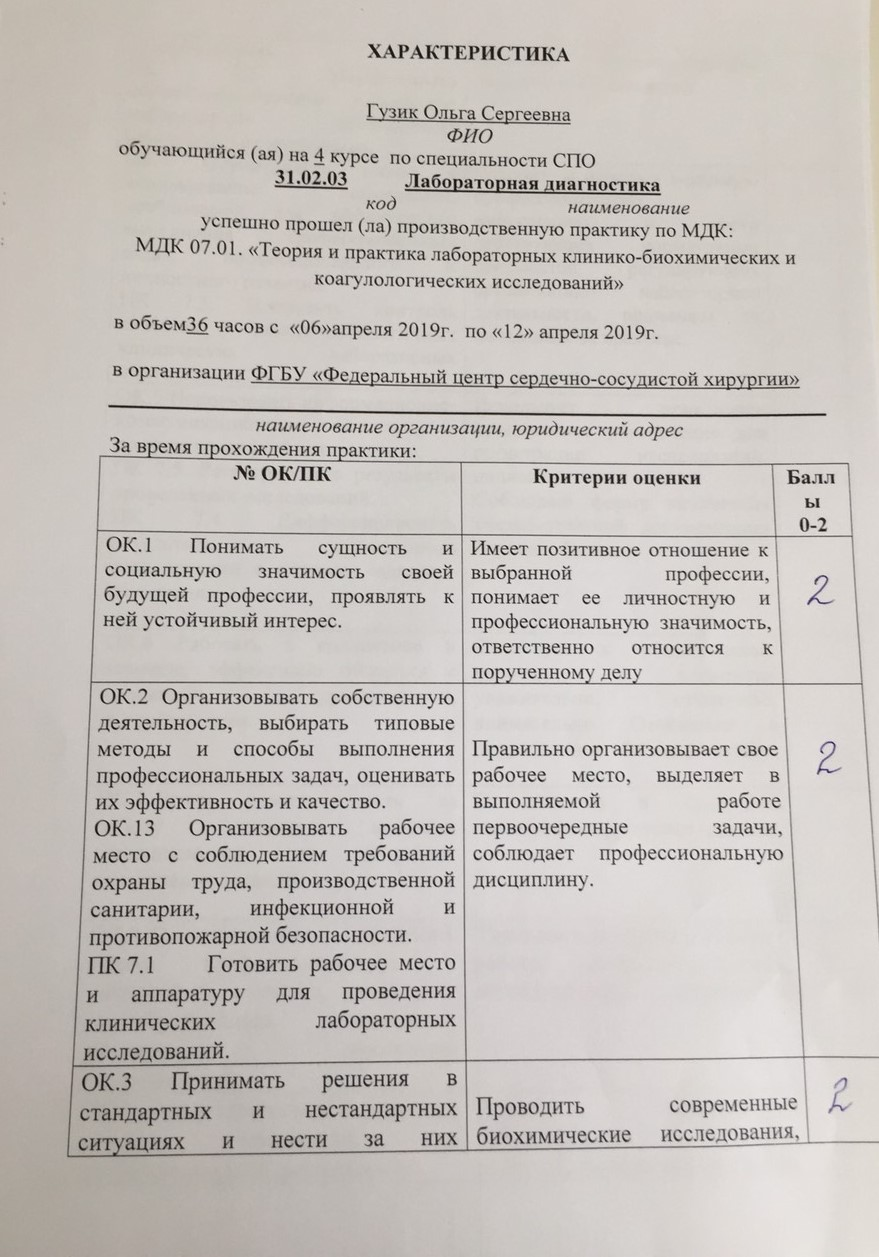 ХАРАКТЕРИСТИКА
Гузик Ольга Сергеевна
ФИО
обучающийся (ая) на 4 курсе по специальности СПО
31.02.03 Лабораторная диагностика
код наименование
успешно прошел (ла) производственную практику по МДК:
МДК 07.01. «Теория и практика лабораторных клинико-биохимических и
коагулологических исследований»
в объем36 часов с «06»апреля 2019г. по «12» апреля 2019г.
в организации ФГБУ «Федеральный центр сердечно-сосудистой хирургии»
наименование организации, юридический адрес
За время прохождения практики:
№ ОК/ПК
Критерии оценки
Балл
ы
0-2
ОК.1 Понимать сущность и
социальную значимость своей
будущей профессии, проявлять к
ней устойчивый интерес.
Имеет позитивное отношение к
выбранной профессии,
понимает ее личностную и
профессиональную значимость,
ответственно относится к
порученному делу
2
ОК.2 Организовывать собственную
деятельность, выбирать типовые
методы и способы выполнения
профессиональных задач, оценивать
их эффективность и качество.
ОК.13 Организовывать рабочее
место с соблюдением требований
охраны труда, производственной
санитарии, инфекционной и
противопожарной безопасности.
ПК 7.1 Готовить рабочее место
и аппаратуру для проведения
клинических лабораторных
исследований.
Правильно организовывает свое
рабочее место, выделяет в
выполняемой работе
первоочередные задачи,
соблюдает профессиональную
дисциплину.
2
ОК.3 Принимать решения в
стандартных и нестандартных
ситуациях и нести за них
Проводить современные
биохимические исследования,
2